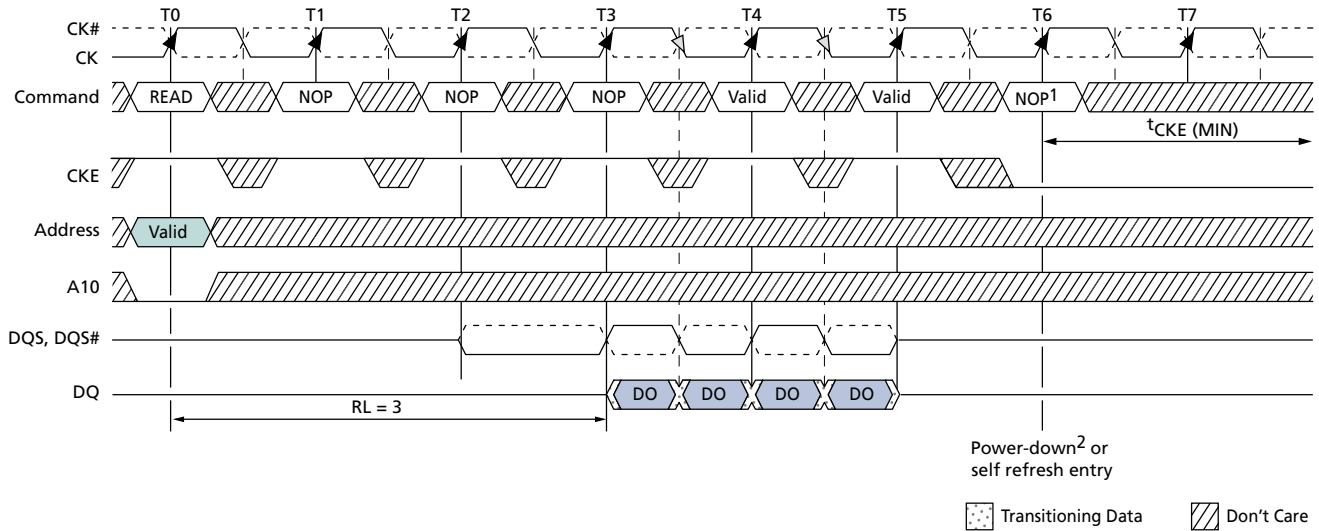 T0 T1 T2 T3 T4 T5 T6 T7
CK#
CK
Command READ NOP NOP NOP Valid Valid NOP1
tCKE (MIN)
CKE
Address Valid
A10
DQS, DQS#
DQ DO DO DO DO
RL = 3
Power-down2 or
self refresh entry
Transitioning Data Don't Care